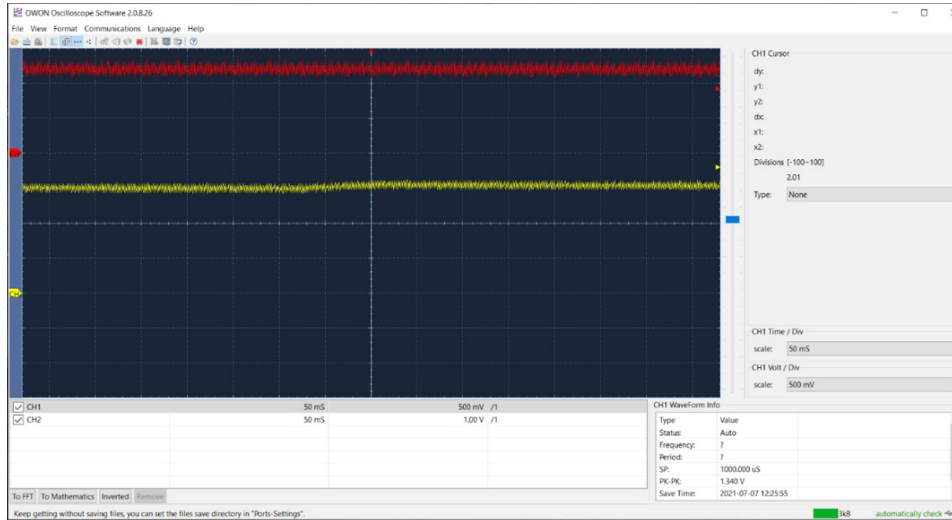 OWON Oscilloscope Software 2.0.8.26
File View Format Communications Language Help
CH1 Cursor
dy:
y1:
y2:
dx:
x1:
x2:
Divisions [-100~100]
2.01
Type: None
CH1 Time / Div
scale: 50 mS
CH1 Volt / Div
scale: 500 mV
CH1 50 mS 500 mV /1
CH2 50 mS 1.00 V /1
CH1 WaveForm Info
Type Value
Status: Auto
Frequency: ?
Period: ?
SP: 1000.000 uS
PK-PK: 1.340 V
Save Time: 2021-07-07 12:25:55
To FFT To Mathematics Inverted Remove
Keep getting without saving files, you can set the files save directory in "Ports-Settings".
3kB automatically check